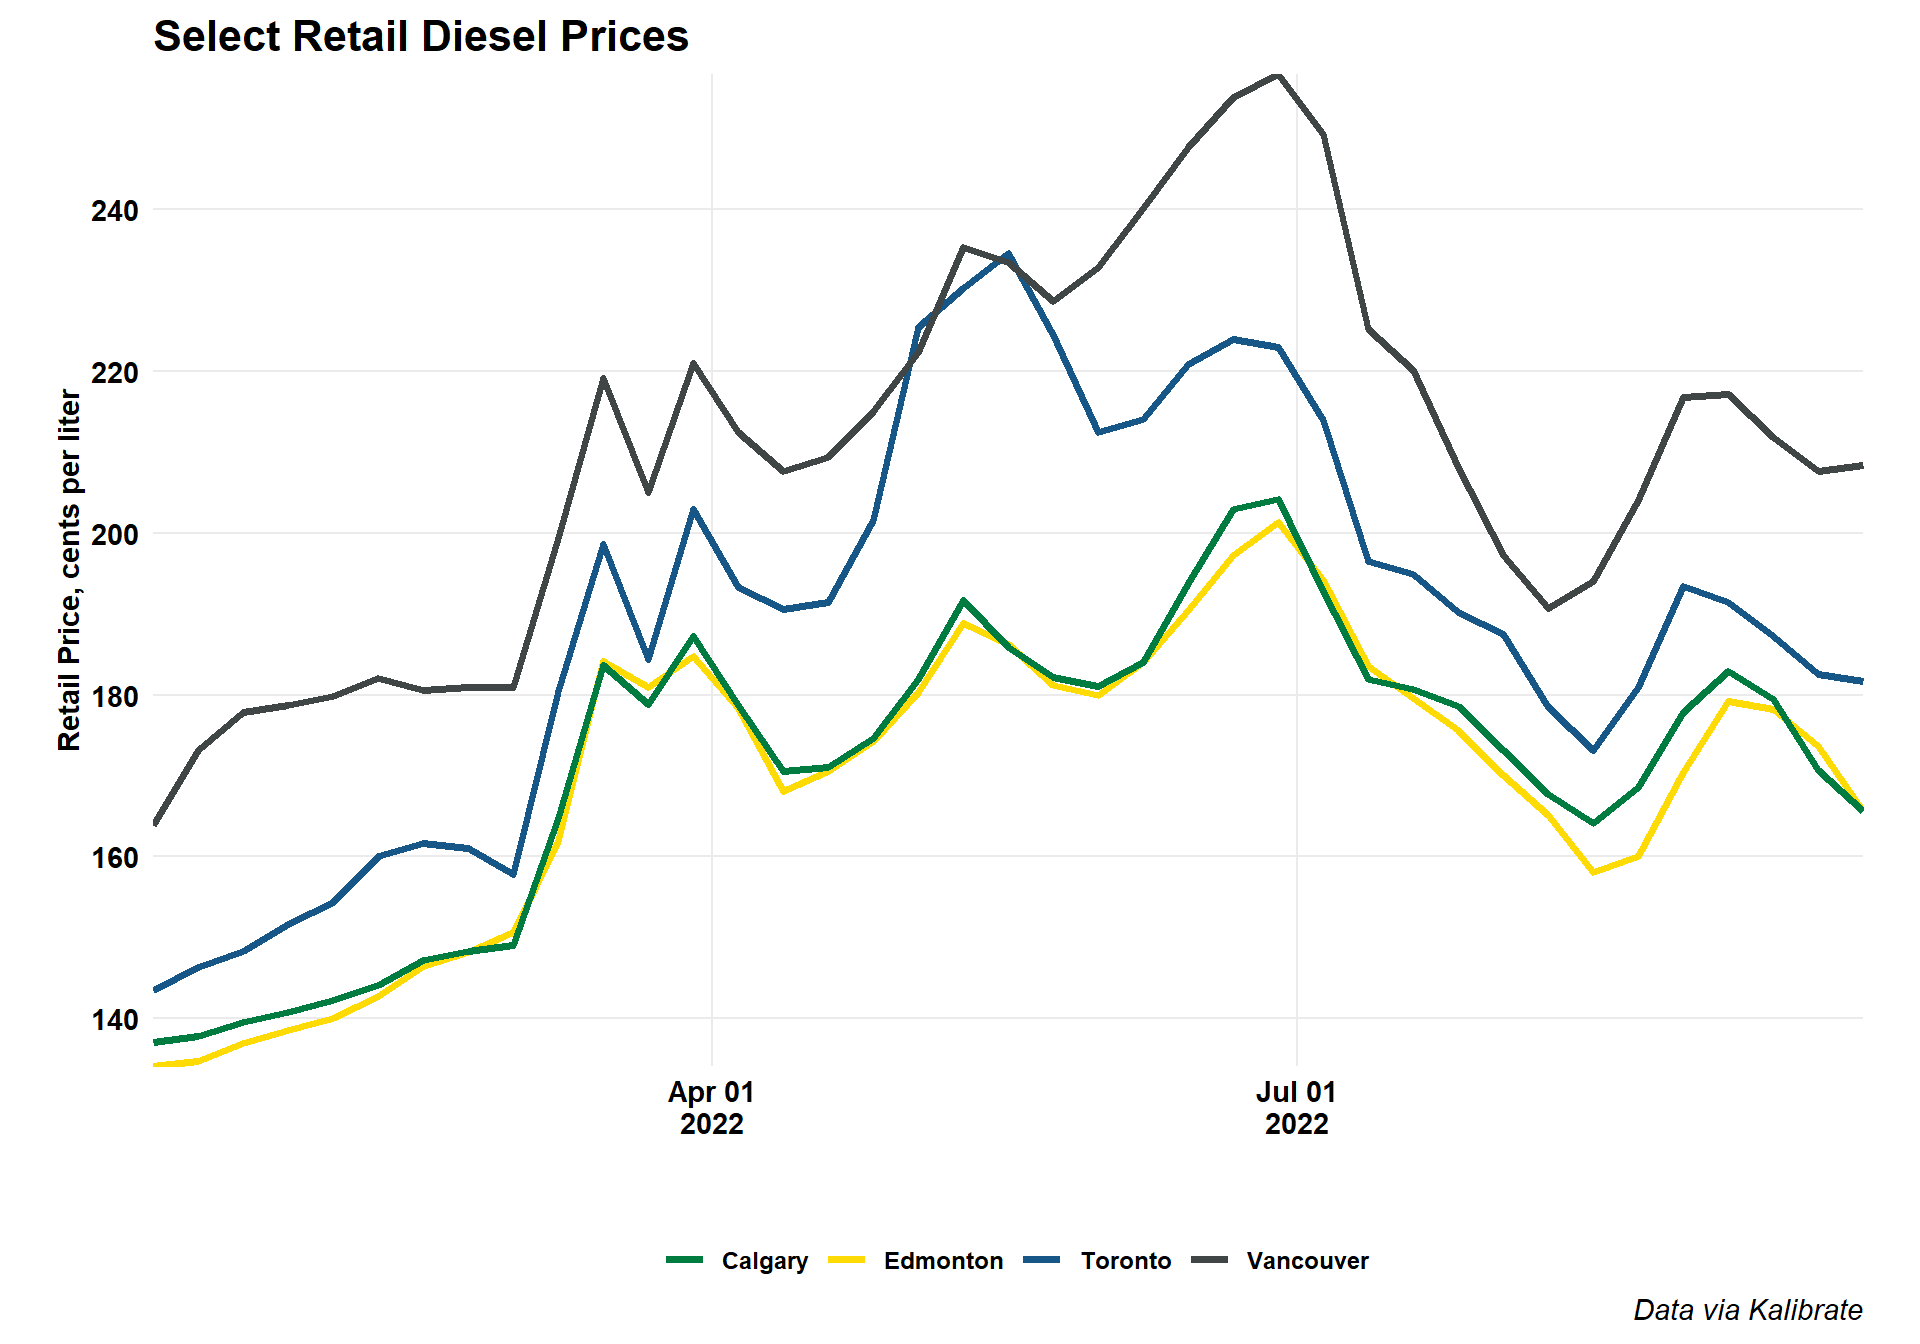 Select Retail Diesel Prices
Retail Price, cents per liter
240
220
200
180
160
140
Apr 01
2022
Jul 01
2022
Calgary Edmonton Toronto Vancouver
Data via Kalibrate